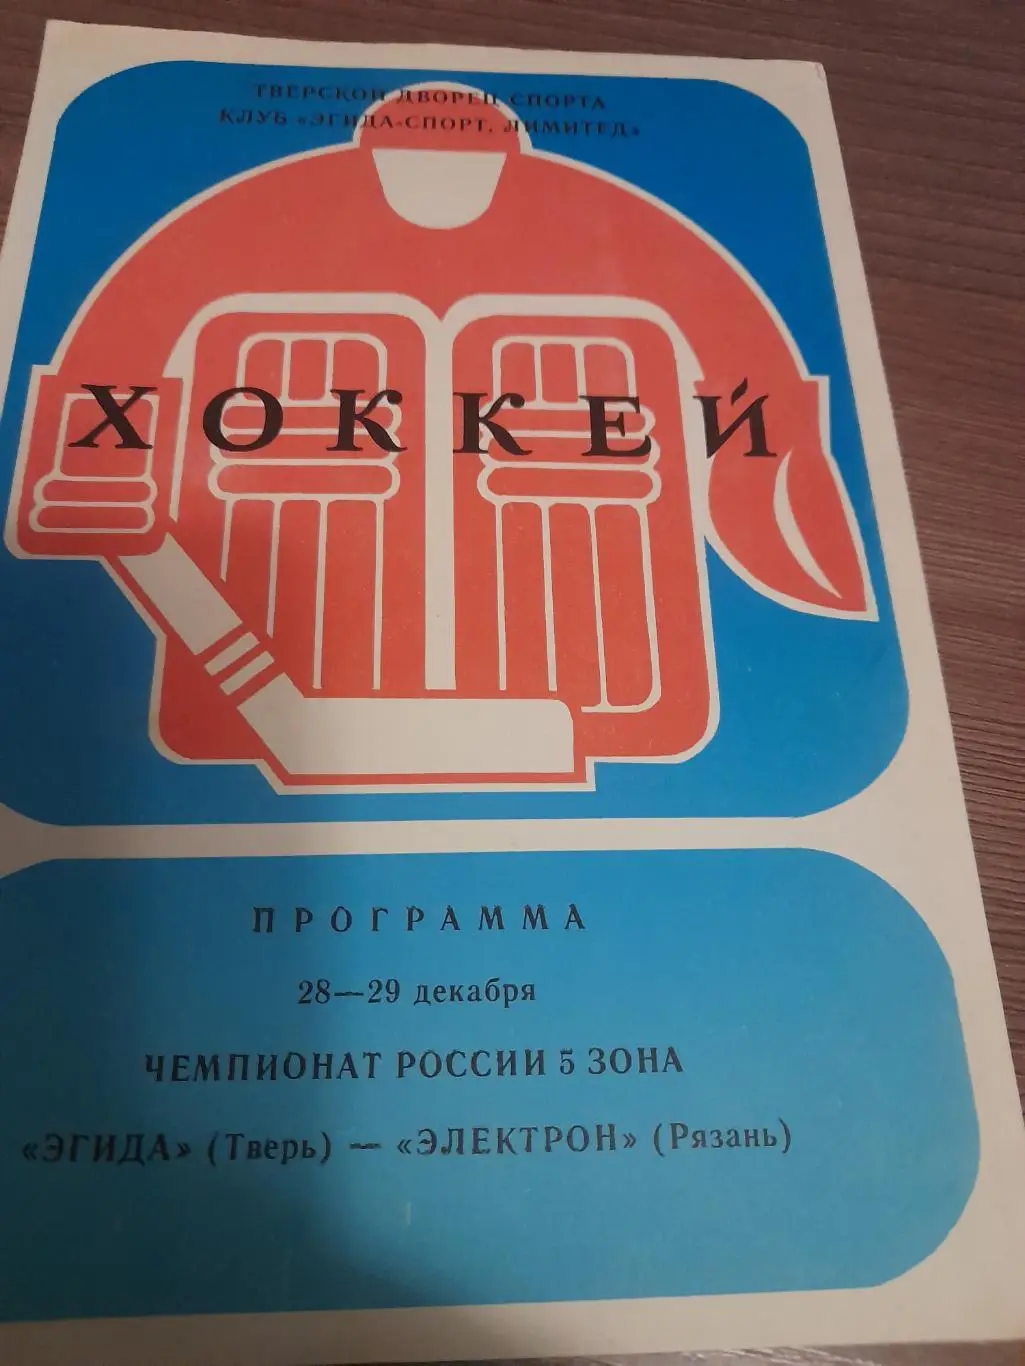 ТВЕРСКОЙ ДВОРЕЦ СПОРТА
КЛУБ «ЭГИДА-СПОРТ, ЛИМИТЕД»
ХОККЕЙ
ПРОГРАММА
28—29 декабря
ЧЕМПИОНАТ РОССИИ 5 ЗОНА
«ЭГИДА» (Тверь) — «ЭЛЕКТРОН» (Рязань)